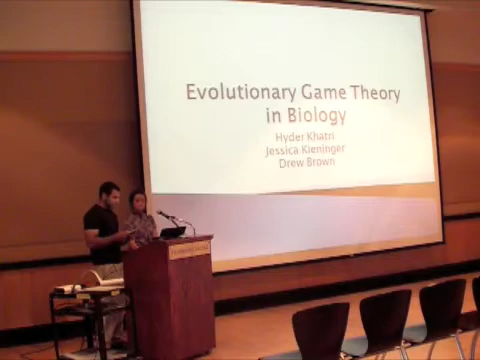 Evolutionary Game Theory
in Biology
Hyder Khatri
Jessica Kieninger
Drew Brown